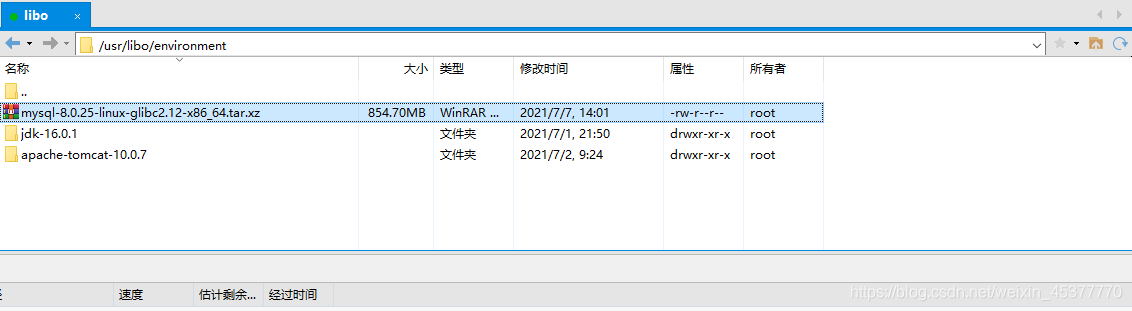 libo ×
/usr/libo/environment
名称 大小 类型 修改时间 属性 所有者
..
mysql-8.0.25-linux-glibc2.12-x86_64.tar.xz 854.70MB WinRAR ... 2021/7/7, 14:01 -rw-r--r-- root
jdk-16.0.1 文件夹 2021/7/1, 21:50 drwxr-xr-x root
apache-tomcat-10.0.7 文件夹 2021/7/2, 9:24 drwxr-xr-x root
速度 估计剩余... 经过时间
https://blog.csdn.net/weixin_45377770